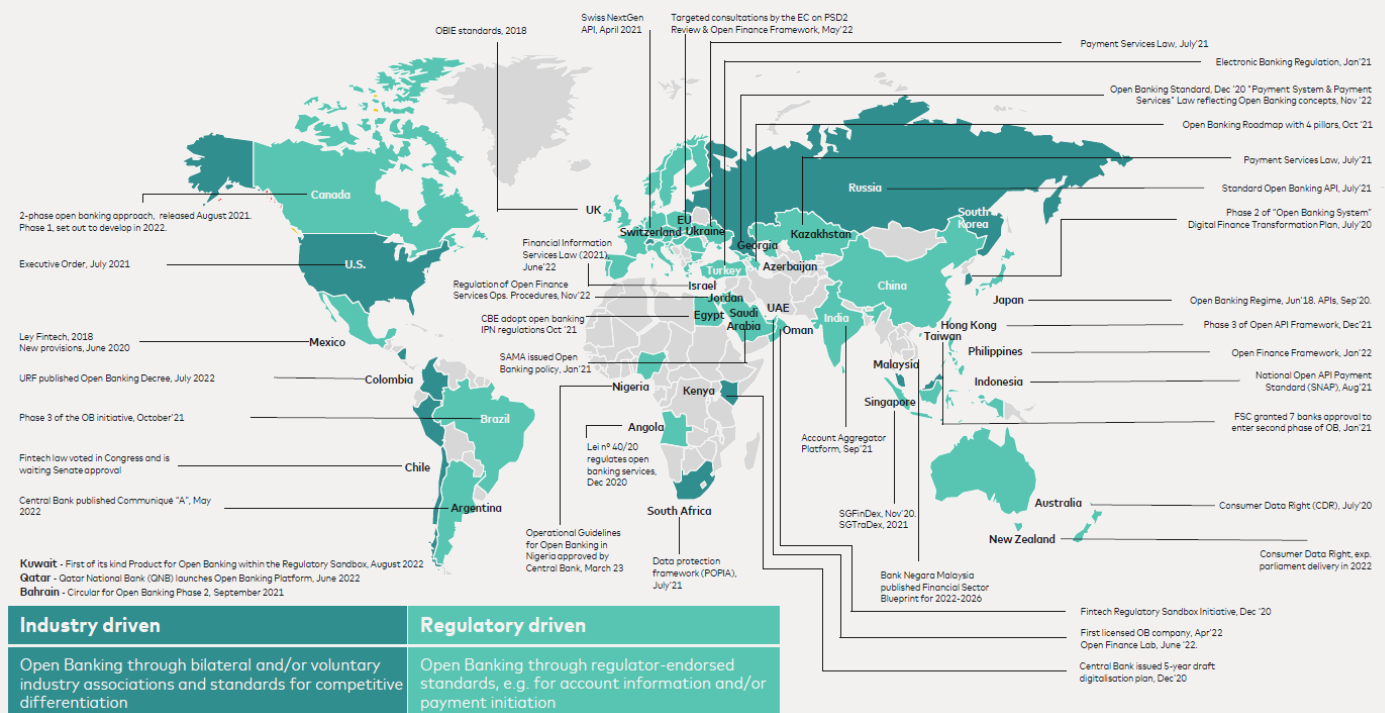 OBIE standards, 2018
Swiss NextGen
API, April 2021
Targeted consultations by the EC on PSD2
Review & Open Finance Framework, May'22
Payment Services Law, July'21
Electronic Banking Regulation, Jan'21
Open Banking Standard, Dec '20 "Payment System & Payment
Services" Law reflecting Open Banking concepts, Nov '22
Open Banking Roadmap with 4 pillars, Oct '21
Payment Services Law, July'21
Standard Open Banking API, July'21
Phase 2 of "Open Banking System"
Digital Finance Transformation Plan, July'20
Canada
Russia
South
Korea
UK
EU
Switzerland
Ukraine
Kazakhstan
Georgia
Azerbaijan
Turkey
China
U.S.
2-phase open banking approach, released August 2021.
Phase 1, set out to develop in 2022.
Executive Order, July 2021
Financial Information
Services Law (2021),
June'22
Israel
Regulation of Open Finance
Services Ops. Procedures, Nov'22
Jordan
CBE adopt open banking
IPN regulations Oct '21
Egypt
Saudi
Arabia
UAE
Oman
India
Japan
Open Banking Regime, Jun'18. APIs, Sep'20.
Hong Kong
Phase 3 of Open API Framework, Dec'21
Taiwan
Philippines
Open Finance Framework, Jan'22
Malaysia
Indonesia
National Open API Payment
Standard (SNAP), Aug'21
Singapore
FSC granted 7 banks approval to
enter second phase of OB, Jan'21
Ley Fintech, 2018
New provisions, June 2020
Mexico
SAMA issued Open
Banking policy, Jan'21
URF published Open Banking Decree, July 2022
Colombia
Nigeria
Kenya
Phase 3 of the OB initiative, October'21
Brazil
Angola
Lei nº 40/20
regulates open
banking services,
Dec 2020
Account Aggregator
Platform, Sep'21
Fintech law voted in Congress and is
waiting Senate approval
Chile
Central Bank published Communique "A", May
2022
Argentina
South Africa
SGFinDex, Nov'20.
SGTraDex, 2021
Australia
Consumer Data Right (CDR), July'20
New Zealand
Consumer Data Right, exp.
parliament delivery in 2022
Operational Guidelines
for Open Banking in
Nigeria approved by
Central Bank, March 23
Data protection
framework (POPIA),
July'21
Bank Negara Malaysia
published Financial Sector
Blueprint for 2022-2026
Kuwait - First of its kind Product for Open Banking within the Regulatory Sandbox, August 2022
Qatar - Qatar National Bank (QNB) launches Open Banking Platform, June 2022
Bahrain - Circular for Open Banking Phase 2, September 2021
Fintech Regulatory Sandbox Initiative, Dec '20
First licensed OB company, Apr'22
Open Finance Lab, June '22.
Central Bank issued 5-year draft
digitalisation plan, Dec'20
Industry driven
Open Banking through bilateral and/or voluntary
industry associations and standards for competitive
differentiation
Regulatory driven
Open Banking through regulator-endorsed
standards, e.g. for account information and/or
payment initiation